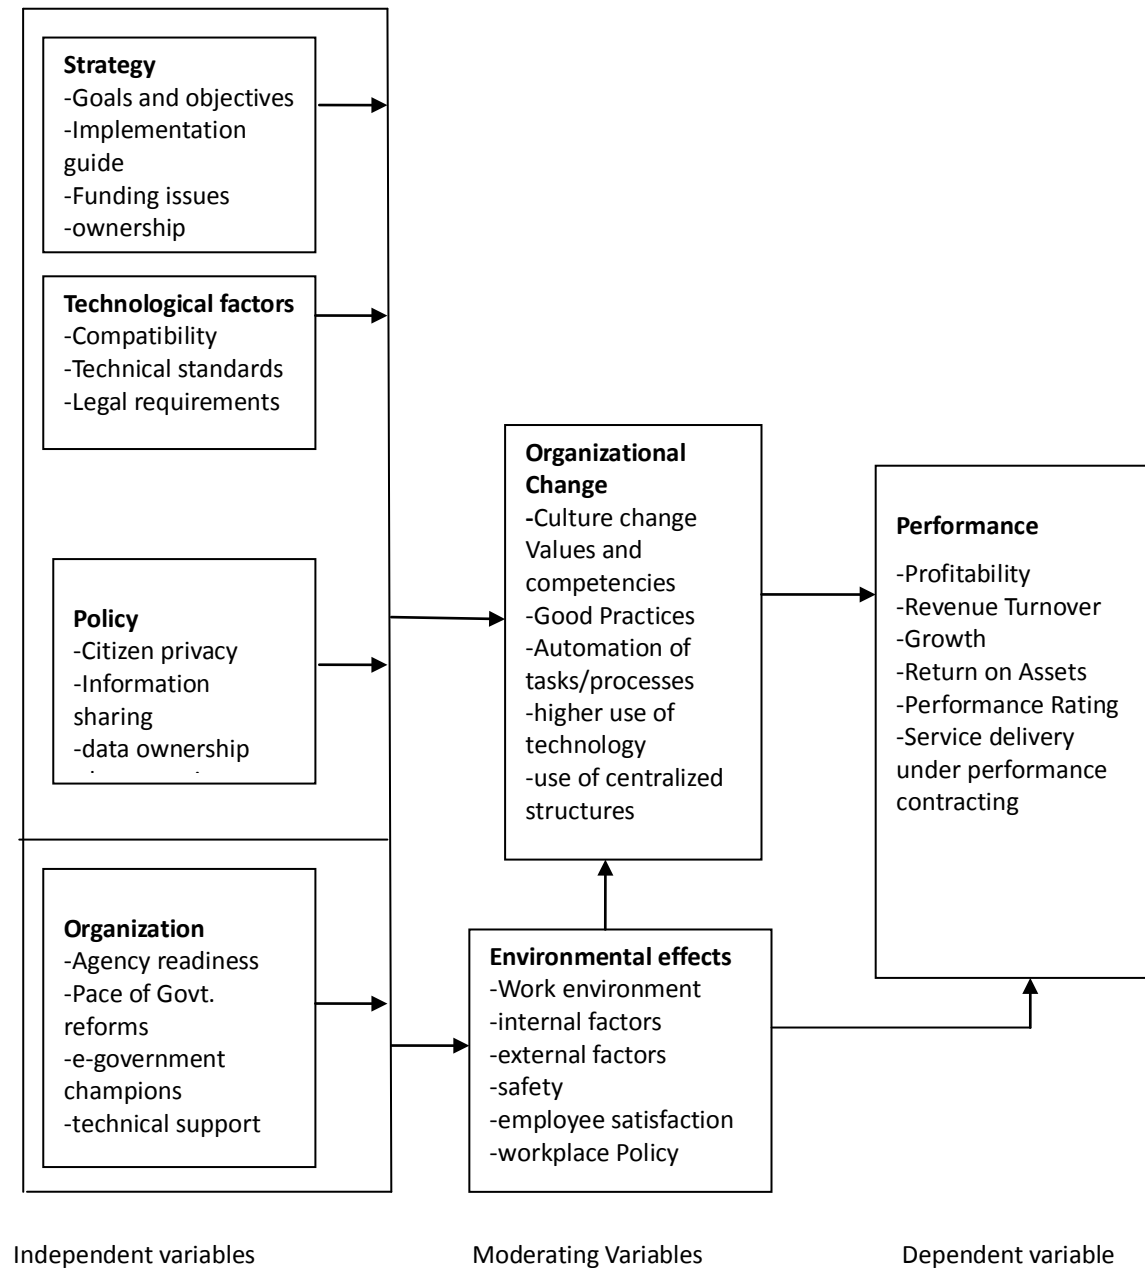 Strategy
-Goals and objectives
-Implementation
guide
-Funding issues
-ownership
Technological factors
-Compatibility
-Technical standards
-Legal requirements
Policy
-Citizen privacy
-Information
sharing
-data ownership
Organization
-Agency readiness
-Pace of Govt.
reforms
-e-government
champions
-technical support
Organizational
Change
-Culture change
Values and
competencies
-Good Practices
-Automation of
tasks/processes
-higher use of
technology
-use of centralized
structures
Environmental effects
-Work environment
-internal factors
-external factors
-safety
-employee satisfaction
-workplace Policy
Performance
-Profitability
-Revenue Turnover
-Growth
-Return on Assets
-Performance Rating
-Service delivery
under performance
contracting
Independent variables
Moderating Variables
Dependent variable